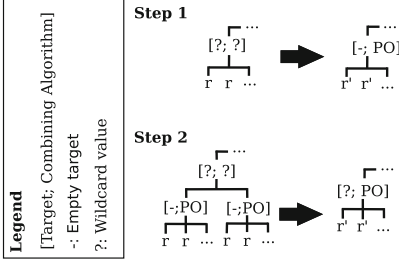 Legend
[Target; Combining Algorithm]
-: Empty target
?: Wildcard value
Step 1
...
[?; ?]
r r ...
...
[-; PO]
r' r' ...
Step 2
...
[?; ?]
[-;PO] [-;PO]
r r ... r r ...
...
[?; PO]
r' r' ...